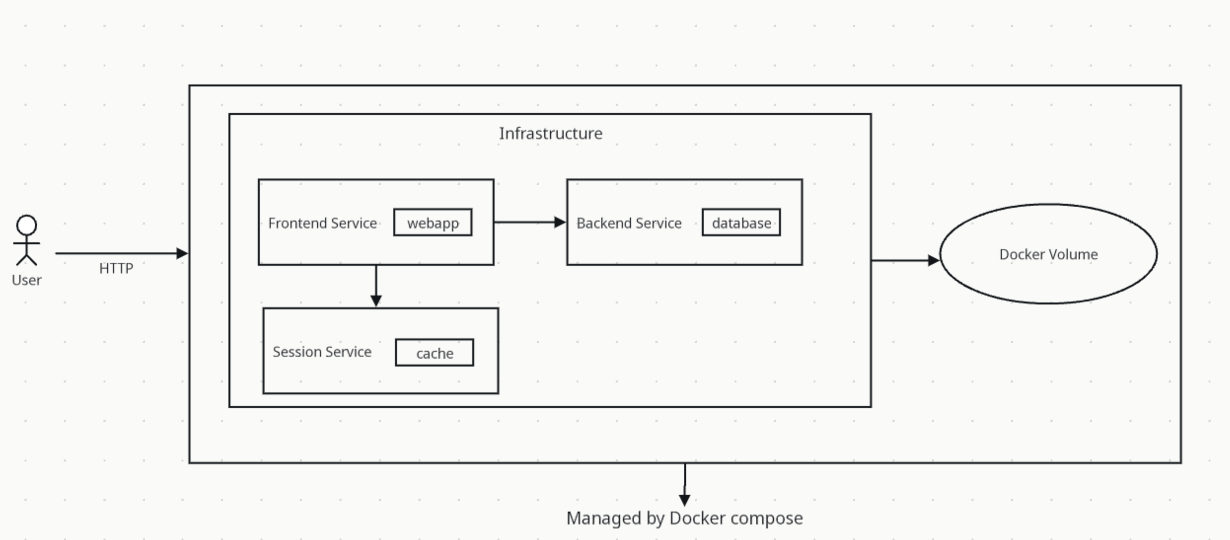 Infrastructure
Frontend Service
webapp
Backend Service
database
User
HTTP
Docker Volume
Session Service
cache
Managed by Docker compose